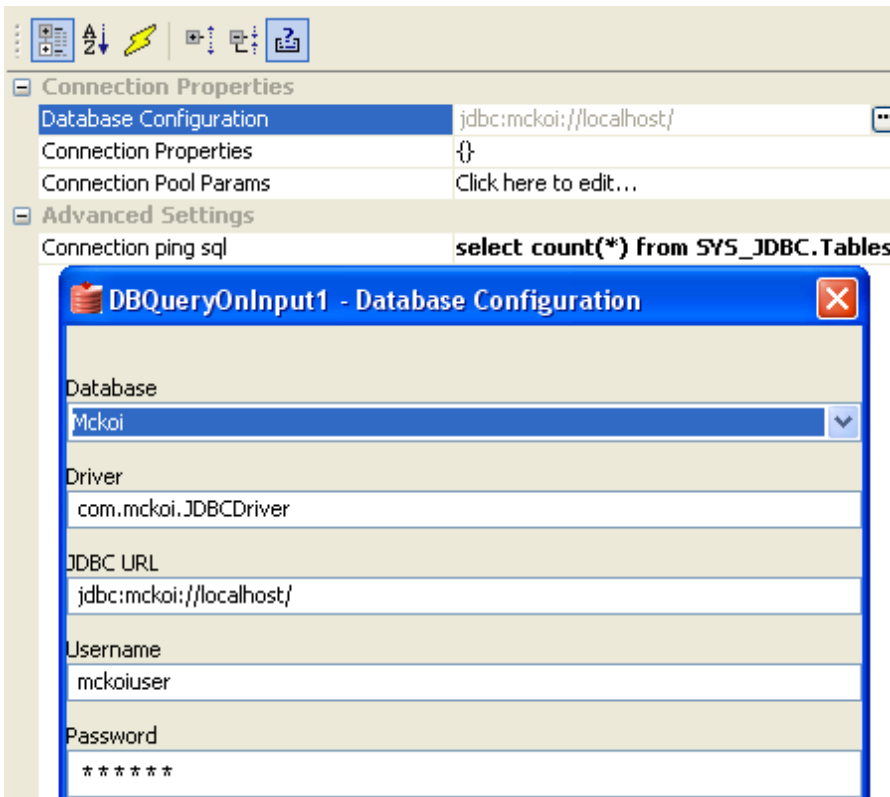 Connection Properties
Database Configuration jdbc:mckoi://localhost/
Connection Properties {}
Connection Pool Params Click here to edit...
Advanced Settings
Connection ping sql select count(*) from SYS_JDBC.Tables
DBQueryOnInput1 - Database Configuration
Database
Mckoi
Driver
com.mckoi.JDBCDriver
JDBC URL
jdbc:mckoi://localhost/
Username
mckoiuser
Password
******